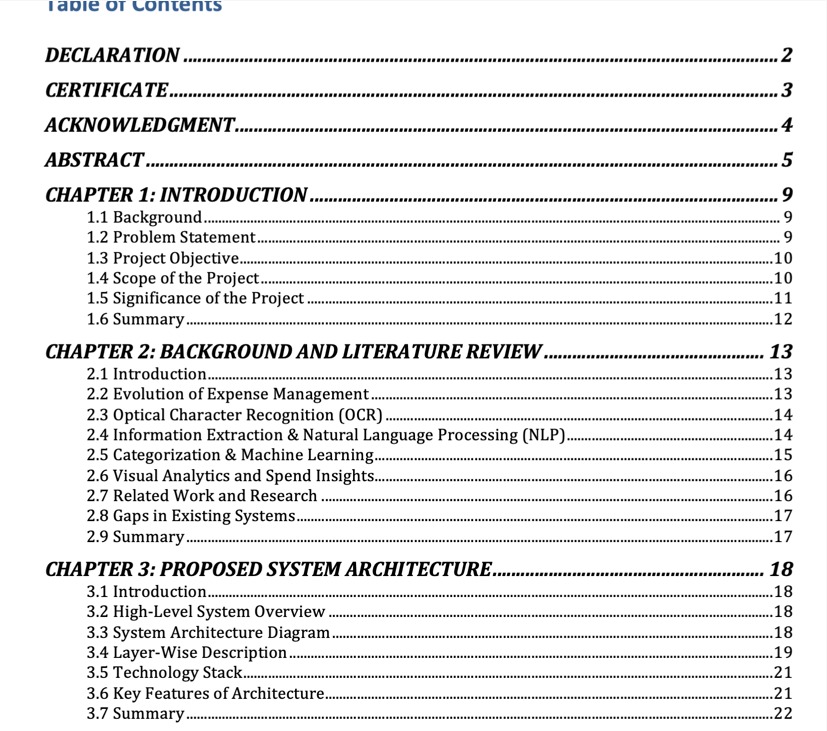 Table of Contents
DECLARATION ........ 2
CERTIFICATE ........ 3
ACKNOWLEDGMENT ........ 4
ABSTRACT ........ 5
CHAPTER 1: INTRODUCTION ........ 9
1.1 Background ........ 9
1.2 Problem Statement ........ 9
1.3 Project Objective ........ 10
1.4 Scope of the Project ........ 10
1.5 Significance of the Project ........ 11
1.6 Summary ........ 12
CHAPTER 2: BACKGROUND AND LITERATURE REVIEW ........ 13
2.1 Introduction ........ 13
2.2 Evolution of Expense Management ........ 13
2.3 Optical Character Recognition (OCR) ........ 14
2.4 Information Extraction & Natural Language Processing (NLP) ........ 14
2.5 Categorization & Machine Learning ........ 15
2.6 Visual Analytics and Spend Insights ........ 16
2.7 Related Work and Research ........ 16
2.8 Gaps in Existing Systems ........ 17
2.9 Summary ........ 17
CHAPTER 3: PROPOSED SYSTEM ARCHITECTURE ........ 18
3.1 Introduction ........ 18
3.2 High-Level System Overview ........ 18
3.3 System Architecture Diagram ........ 18
3.4 Layer-Wise Description ........ 19
3.5 Technology Stack ........ 21
3.6 Key Features of Architecture ........ 21
3.7 Summary ........ 22